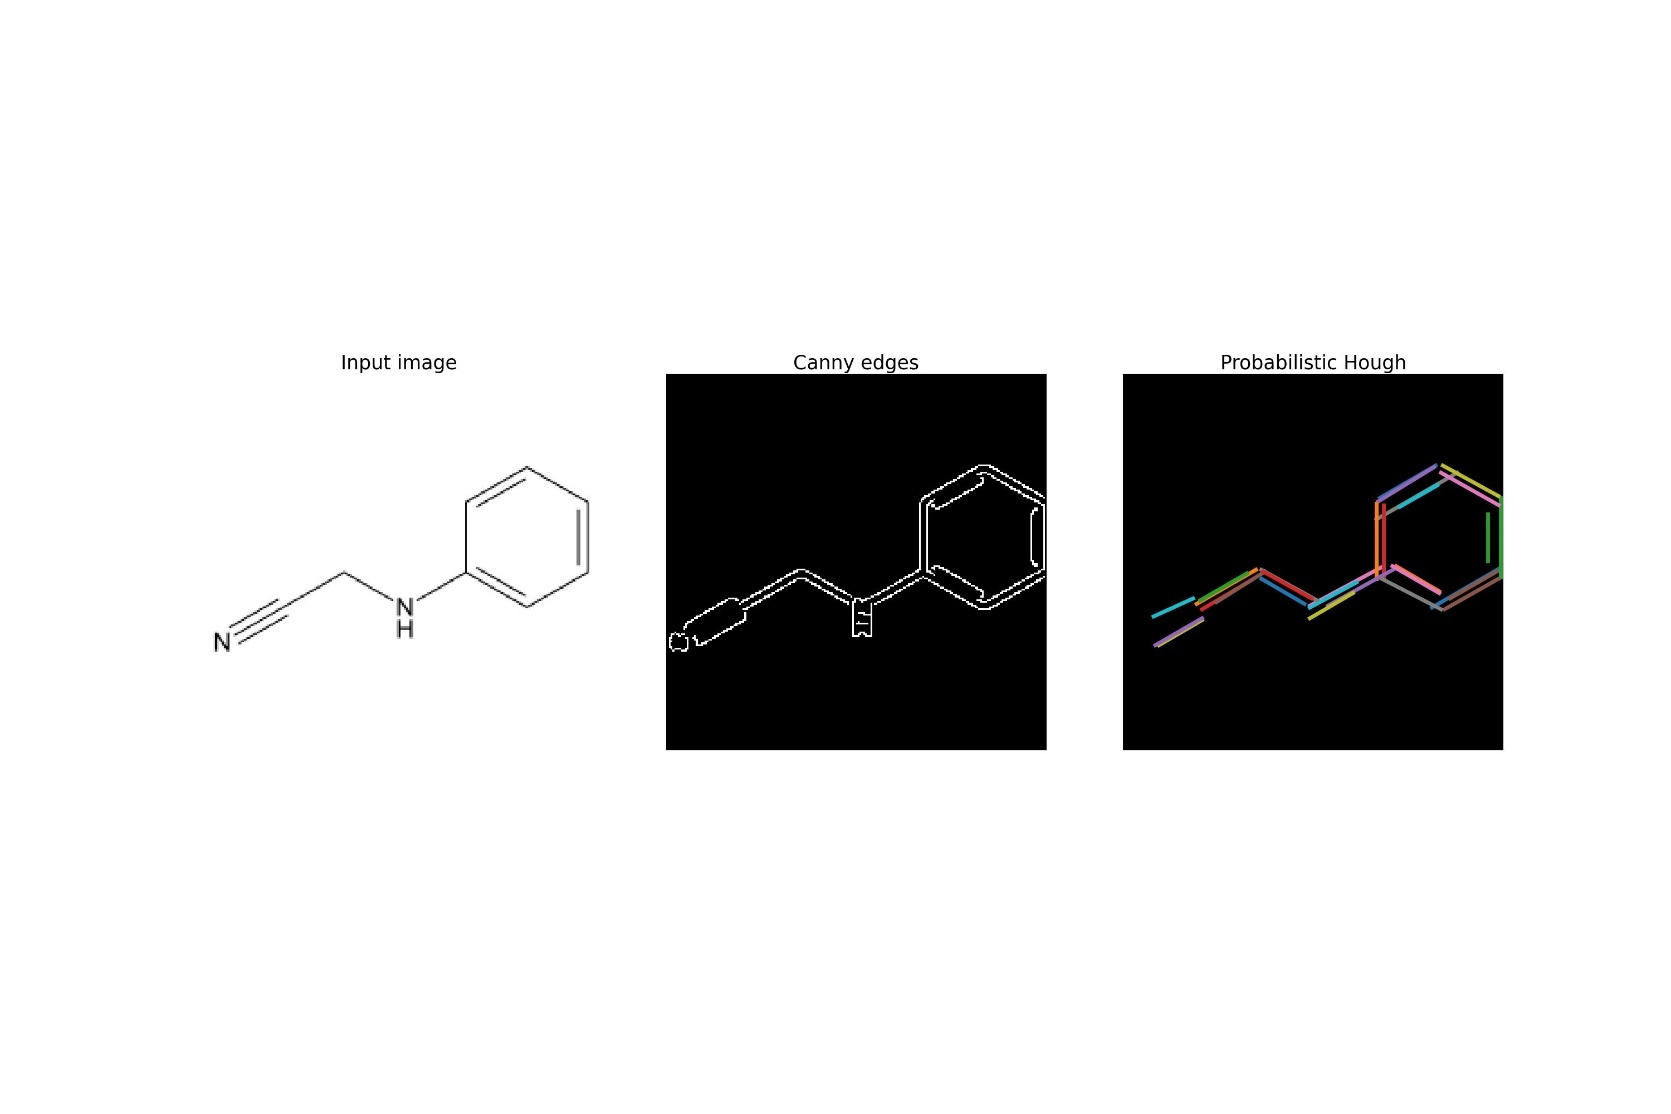 Input image
Canny edges
Probabilistic Hough
N
H
N